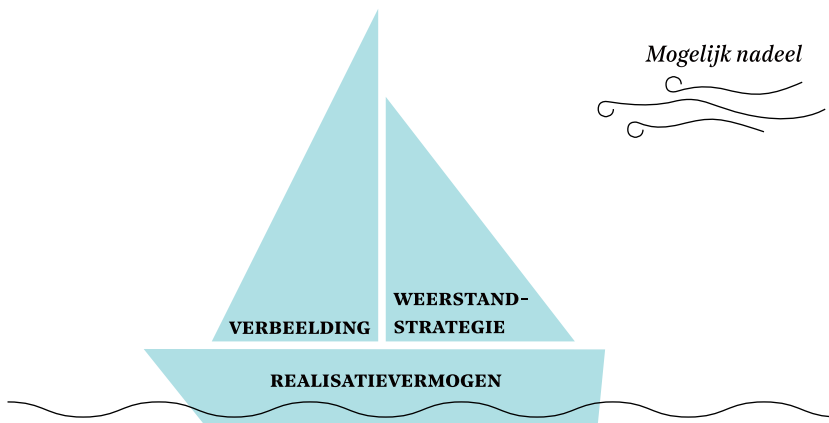 Mogelijk nadeel
WEERSTAND-
VERBEELDING
STRATEGIE
REALISATIEVERMOGEN